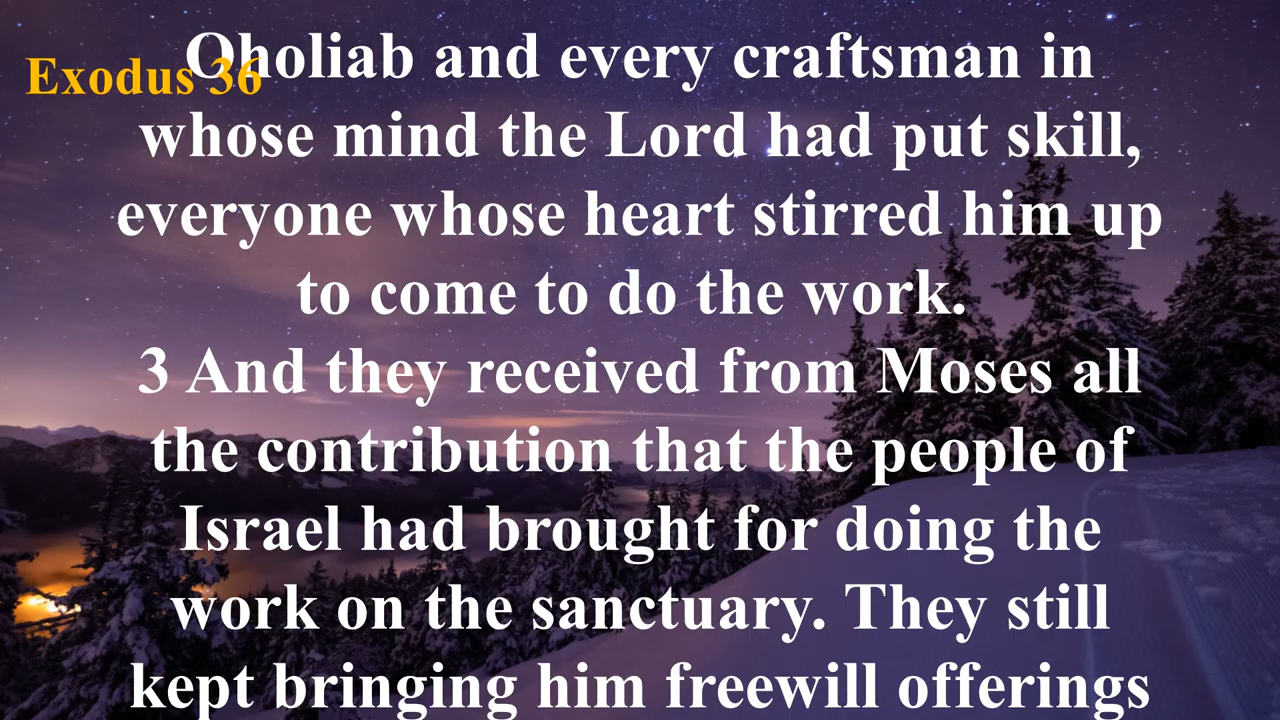 Exodus 36
Oholiab and every craftsman in
whose mind the Lord had put skill,
everyone whose heart stirred him up
to come to do the work.
3 And they received from Moses all
the contribution that the people of
Israel had brought for doing the
work on the sanctuary. They still
kept bringing him freewill offerings